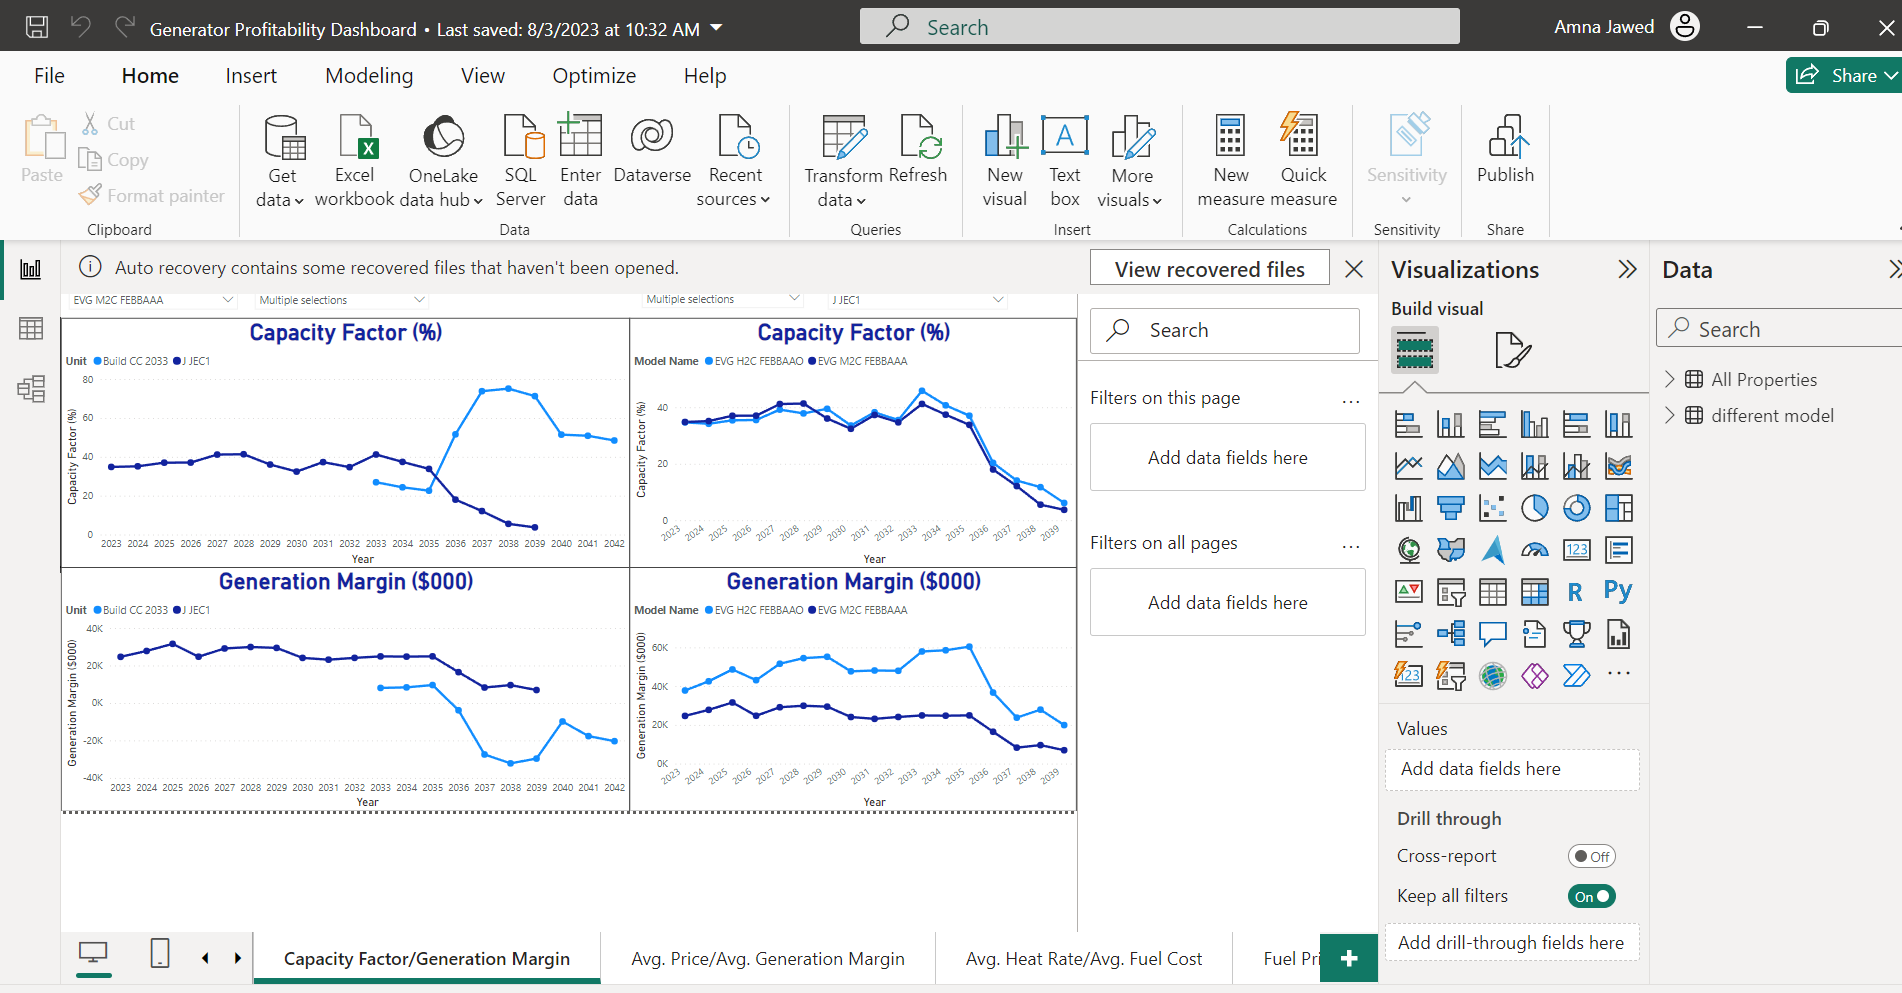 Generator Profitability Dashboard • Last saved: 8/3/2023 at 10:32 AM
Search
Amna Jawed
File Home Insert Modeling View Optimize Help
Share
Paste
Cut
Copy
Format painter
Clipboard
Get data
Excel workbook
OneLake data hub
SQL Server
Enter data
Dataverse
Recent sources
Data
Transform data
Refresh
Queries
New visual
Text box
More visuals
Insert
New measure
Quick measure
Calculations
Sensitivity
Sensitivity
Publish
Share
Auto recovery contains some recovered files that haven't been opened.
View recovered files
EVG M2C FEBBAAA
Multiple selections
Multiple selections
J JEC1
Capacity Factor (%)
Unit Build CC 2033 J JEC1
Capacity Factor (%)
80
60
40
20
0
2023 2024 2025 2026 2027 2028 2029 2030 2031 2032 2033 2034 2035 2036 2037 2038 2039 2040 2041 2042
Year
Capacity Factor (%)
Model Name EVG H2C FEBBAAO EVG M2C FEBBAAA
Capacity Factor (%)
40
20
0
2023 2024 2025 2026 2027 2028 2029 2030 2031 2032 2033 2034 2035 2036 2037 2038 2039
Year
Generation Margin ($000)
Unit Build CC 2033 J JEC1
Generation Margin ($000)
40K
20K
0K
-20K
-40K
2023 2024 2025 2026 2027 2028 2029 2030 2031 2032 2033 2034 2035 2036 2037 2038 2039 2040 2041 2042
Year
Generation Margin ($000)
Model Name EVG H2C FEBBAAO EVG M2C FEBBAAA
Generation Margin ($000)
60K
40K
20K
0K
2023 2024 2025 2026 2027 2028 2029 2030 2031 2032 2033 2034 2035 2036 2037 2038 2039
Year
Search
Filters on this page ...
Add data fields here
Filters on all pages ...
Add data fields here
Visualizations
Build visual
123
R
Py
123
...
Values
Add data fields here
Drill through
Cross-report Off
Keep all filters On
Add drill-through fields here
Data
Search
All Properties
different model
Capacity Factor/Generation Margin
Avg. Price/Avg. Generation Margin
Avg. Heat Rate/Avg. Fuel Cost
Fuel Pri
+